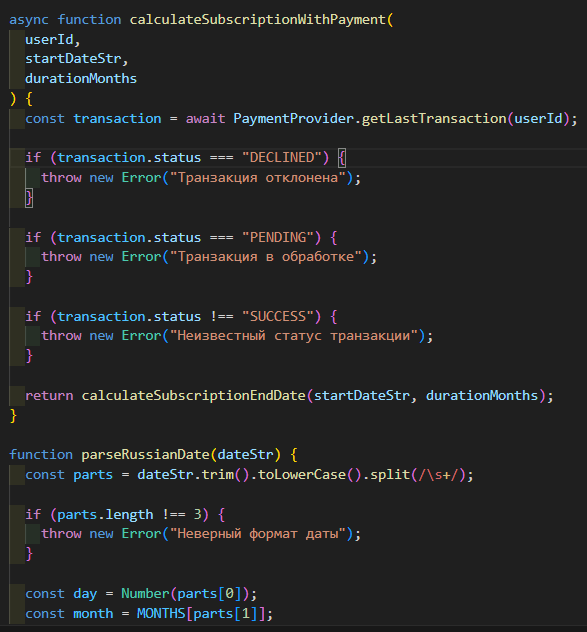 async function calculateSubscriptionWithPayment(
userId,
startDateStr,
durationMonths
) {
const transaction = await PaymentProvider.getLastTransaction(userId);
if (transaction.status === "DECLINED") {
throw new Error("Транзакция отклонена");
}
if (transaction.status === "PENDING") {
throw new Error("Транзакция в обработке");
}
if (transaction.status !== "SUCCESS") {
throw new Error("Неизвестный статус транзакции");
}
return calculateSubscriptionEndDate(startDateStr, durationMonths);
}
function parseRussianDate(dateStr) {
const parts = dateStr.trim().toLowerCase().split(/\s+/);
if (parts.length !== 3) {
throw new Error("Неверный формат даты");
}
const day = Number(parts[0]);
const month = MONTHS[parts[1]];